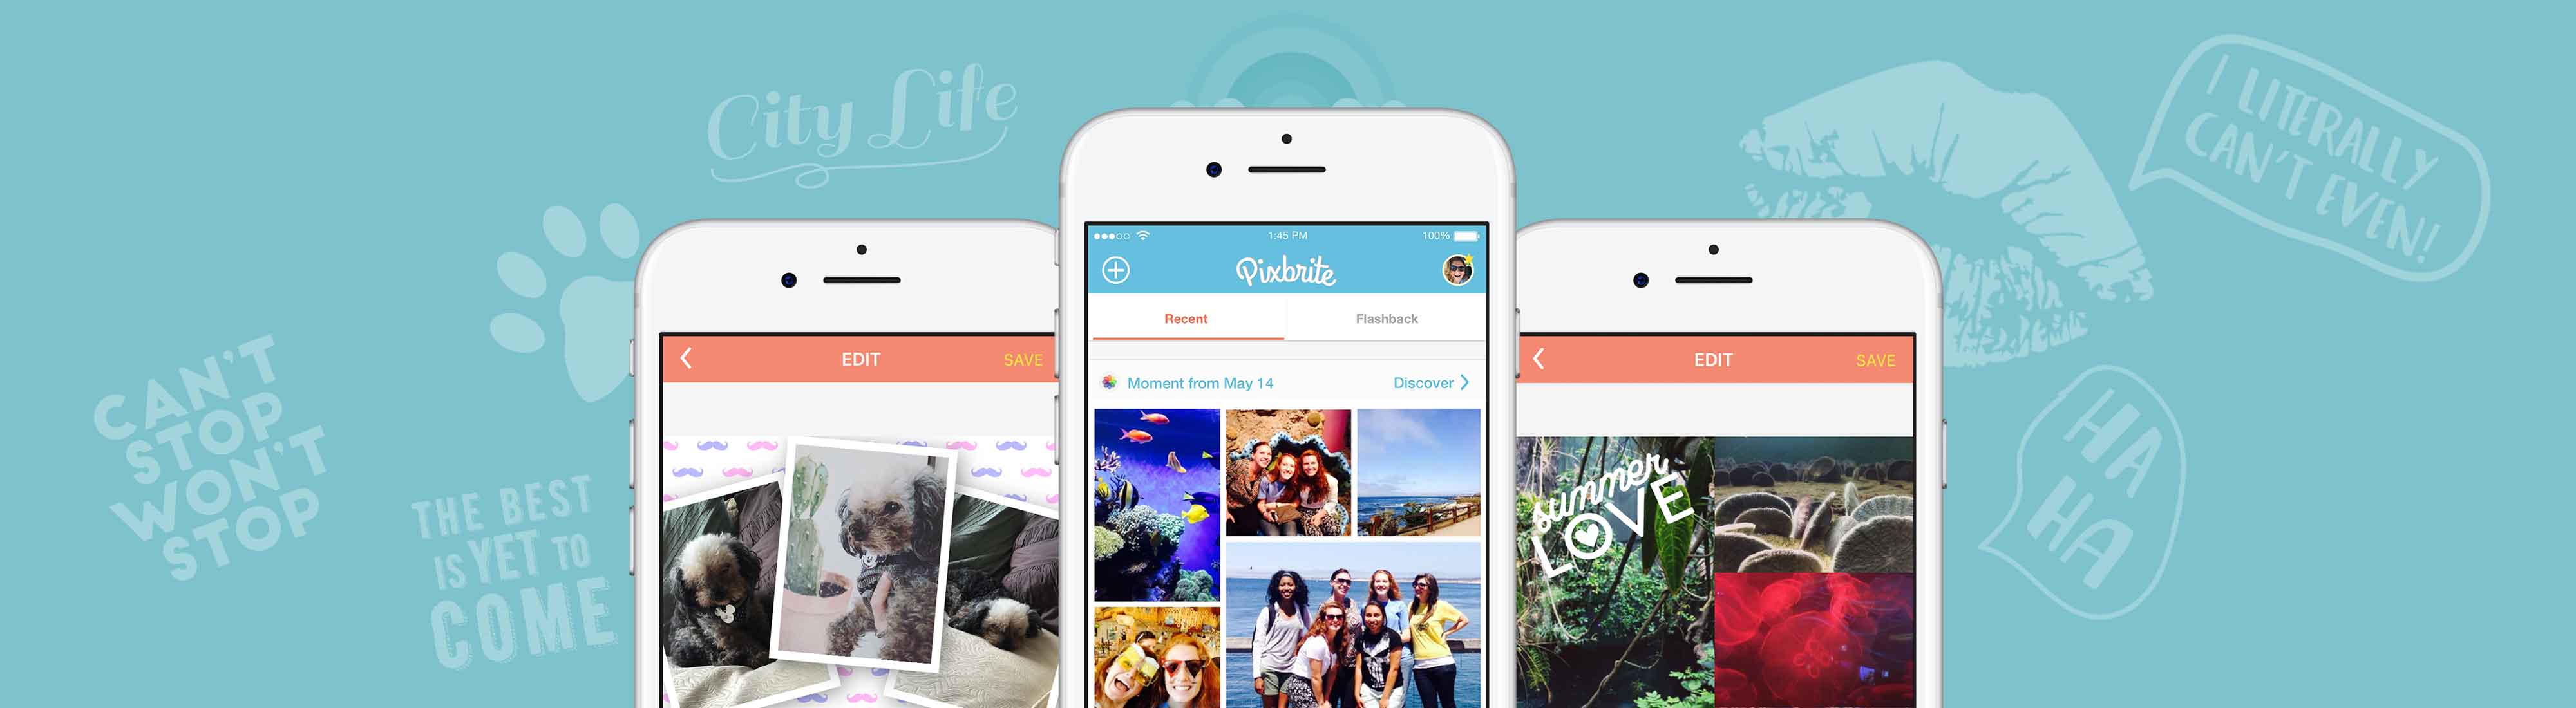 City Life
I LITERALLY
CAN'T EVEN!
CAN'T
STOP
WON'T
STOP
THE BEST
IS YET TO
COME
EDIT
SAVE
1:45 PM
100%
Pixbrite
Recent
Flashback
Moment from May 14
Discover
EDIT
SAVE
summer
LOVE
HA
HA